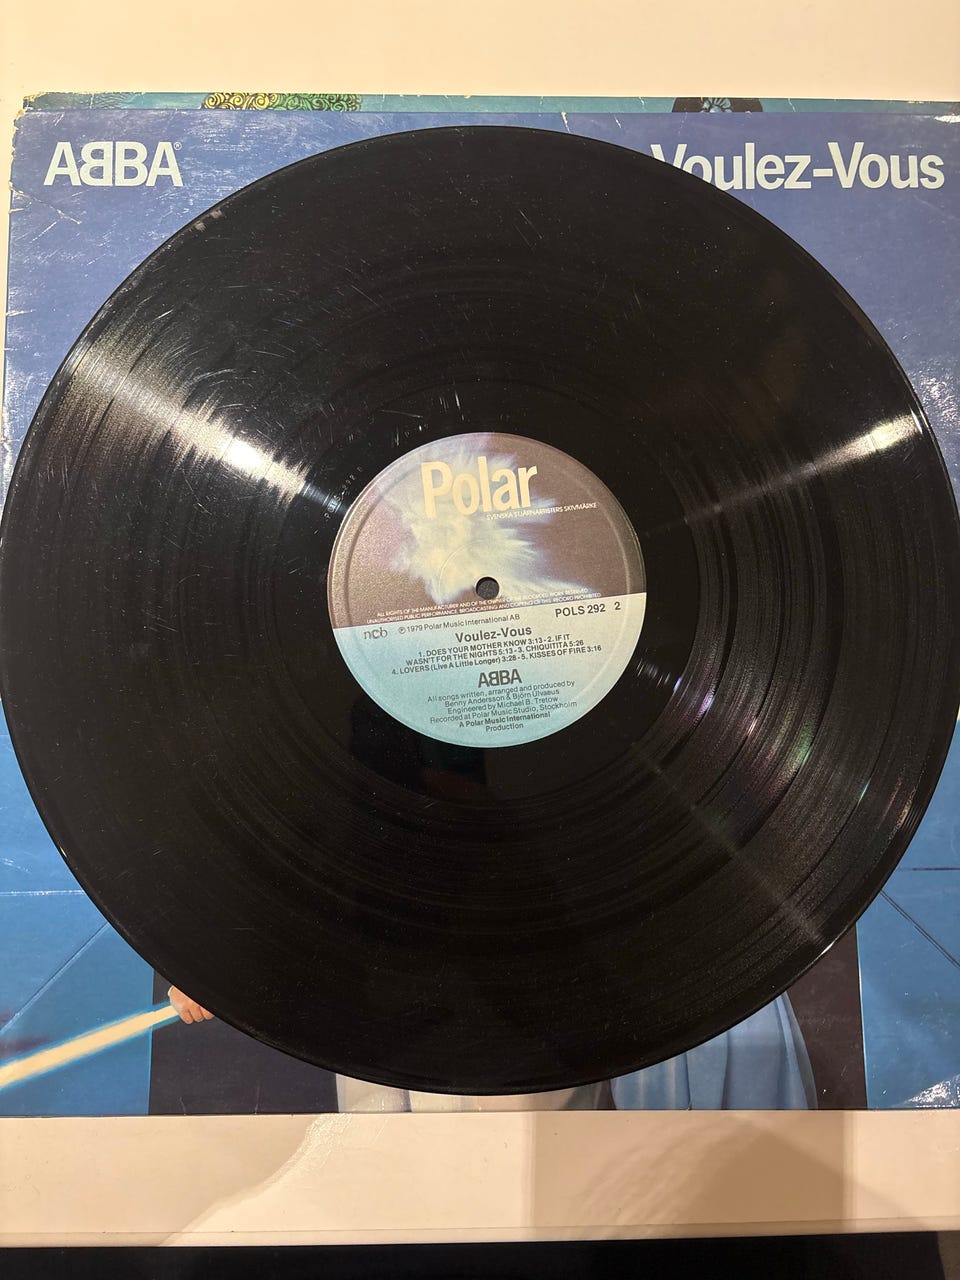 ABBA®
Voulez-Vous
Polar
SVENSKA STJÄRNARTISTERS SKIVMÄRKE
ALL RIGHTS OF THE MANUFACTURER AND OF THE OWNER OF THE RECORDED WORK RESERVED
UNAUTHORISED PUBLIC PERFORMANCE, BROADCASTING AND COPYING OF THIS RECORD PROHIBITED
ncb ℗ 1979 Polar Music International AB
POLS 292 2
Voulez-Vous
1. DOES YOUR MOTHER KNOW 3:13 - 2. IF IT
WASN'T FOR THE NIGHTS 5:13 - 3. CHIQUITITA 5:26
4. LOVERS (Live A Little Longer) 3:28 - 5. KISSES OF FIRE 3:16
ABBA
All songs written, arranged and produced by
Benny Andersson & Björn Ulvaeus
Engineered by Michael B. Tretow
Recorded at Polar Music Studio, Stockholm
A Polar Music International
Production